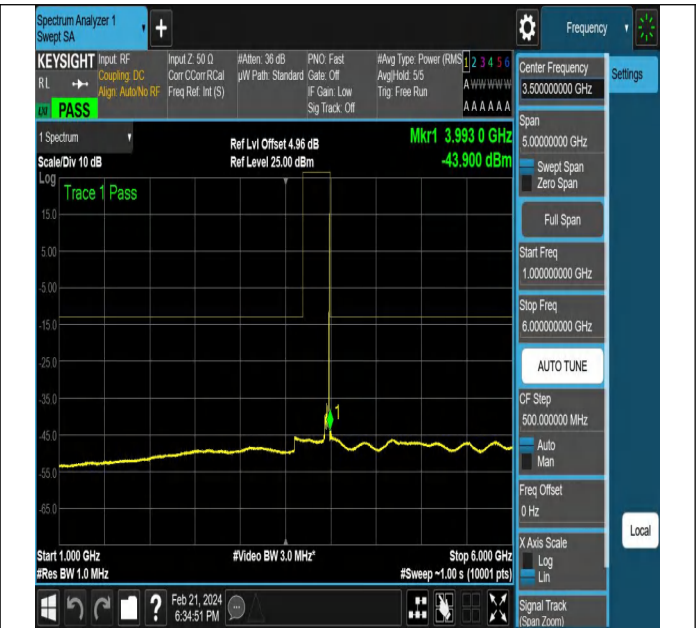 Spectrum Analyzer 1
Swept SA
+
Frequency
KEYSIGHT
RL
PASS
Input: RF
Coupling: DC
Align: Auto/No RF
Input Z: 50 Ω
Corr CCorr RCal
Freq Ref: Int (S)
#Atten: 36 dB
µW Path: Standard
PNO: Fast
Gate: Off
IF Gain: Low
Sig Track: Off
#Avg Type: Power (RMS
Avg|Hold: 5/5
Trig: Free Run
1 2 3 4 5 6
A W W W W W
A A A A A A
1 Spectrum
Scale/Div 10 dB
Ref Lvl Offset 4.96 dB
Ref Level 25.00 dBm
Mkr1 3.993 0 GHz
-43.900 dBm
Log
Trace 1 Pass
15.0
5.00
-5.00
-15.0
-25.0
-35.0
-45.0
-55.0
-65.0
1
Start 1.000 GHz
#Res BW 1.0 MHz
#Video BW 3.0 MHz*
Stop 6.000 GHz
#Sweep ~1.00 s (10001 pts)
?
Feb 21, 2024
6:34:51 PM
Center Frequency
3.500000000 GHz
Settings
Span
5.00000000 GHz
Swept Span
Zero Span
Full Span
Start Freq
1.000000000 GHz
Stop Freq
6.000000000 GHz
AUTO TUNE
CF Step
500.000000 MHz
Auto
Man
Freq Offset
0 Hz
X Axis Scale
Log
Lin
Local
Signal Track
(Span Zoom)